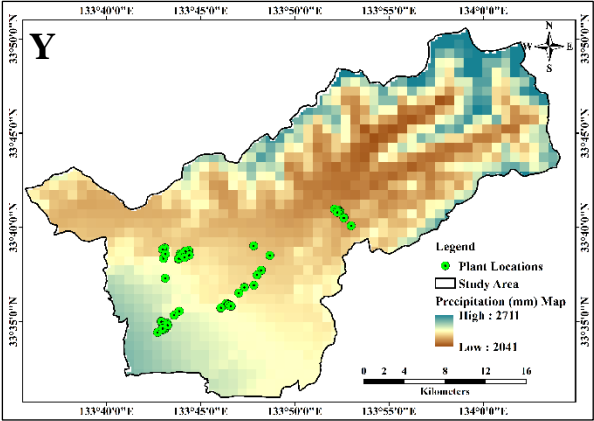 133°40'0"E 133°45'0"E 133°50'0"E 133°55'0"E 134°0'0"E
Y
N
W E
S
33°50'0"N 33°50'0"N
33°45'0"N 33°45'0"N
33°40'0"N 33°40'0"N
33°35'0"N 33°35'0"N
Legend
Plant Locations
Study Area
Precipitation (mm) Map
High : 2711
Low : 2041
0 2 4 8 12 16
Kilometers
133°40'0"E 133°45'0"E 133°50'0"E 133°55'0"E 134°0'0"E